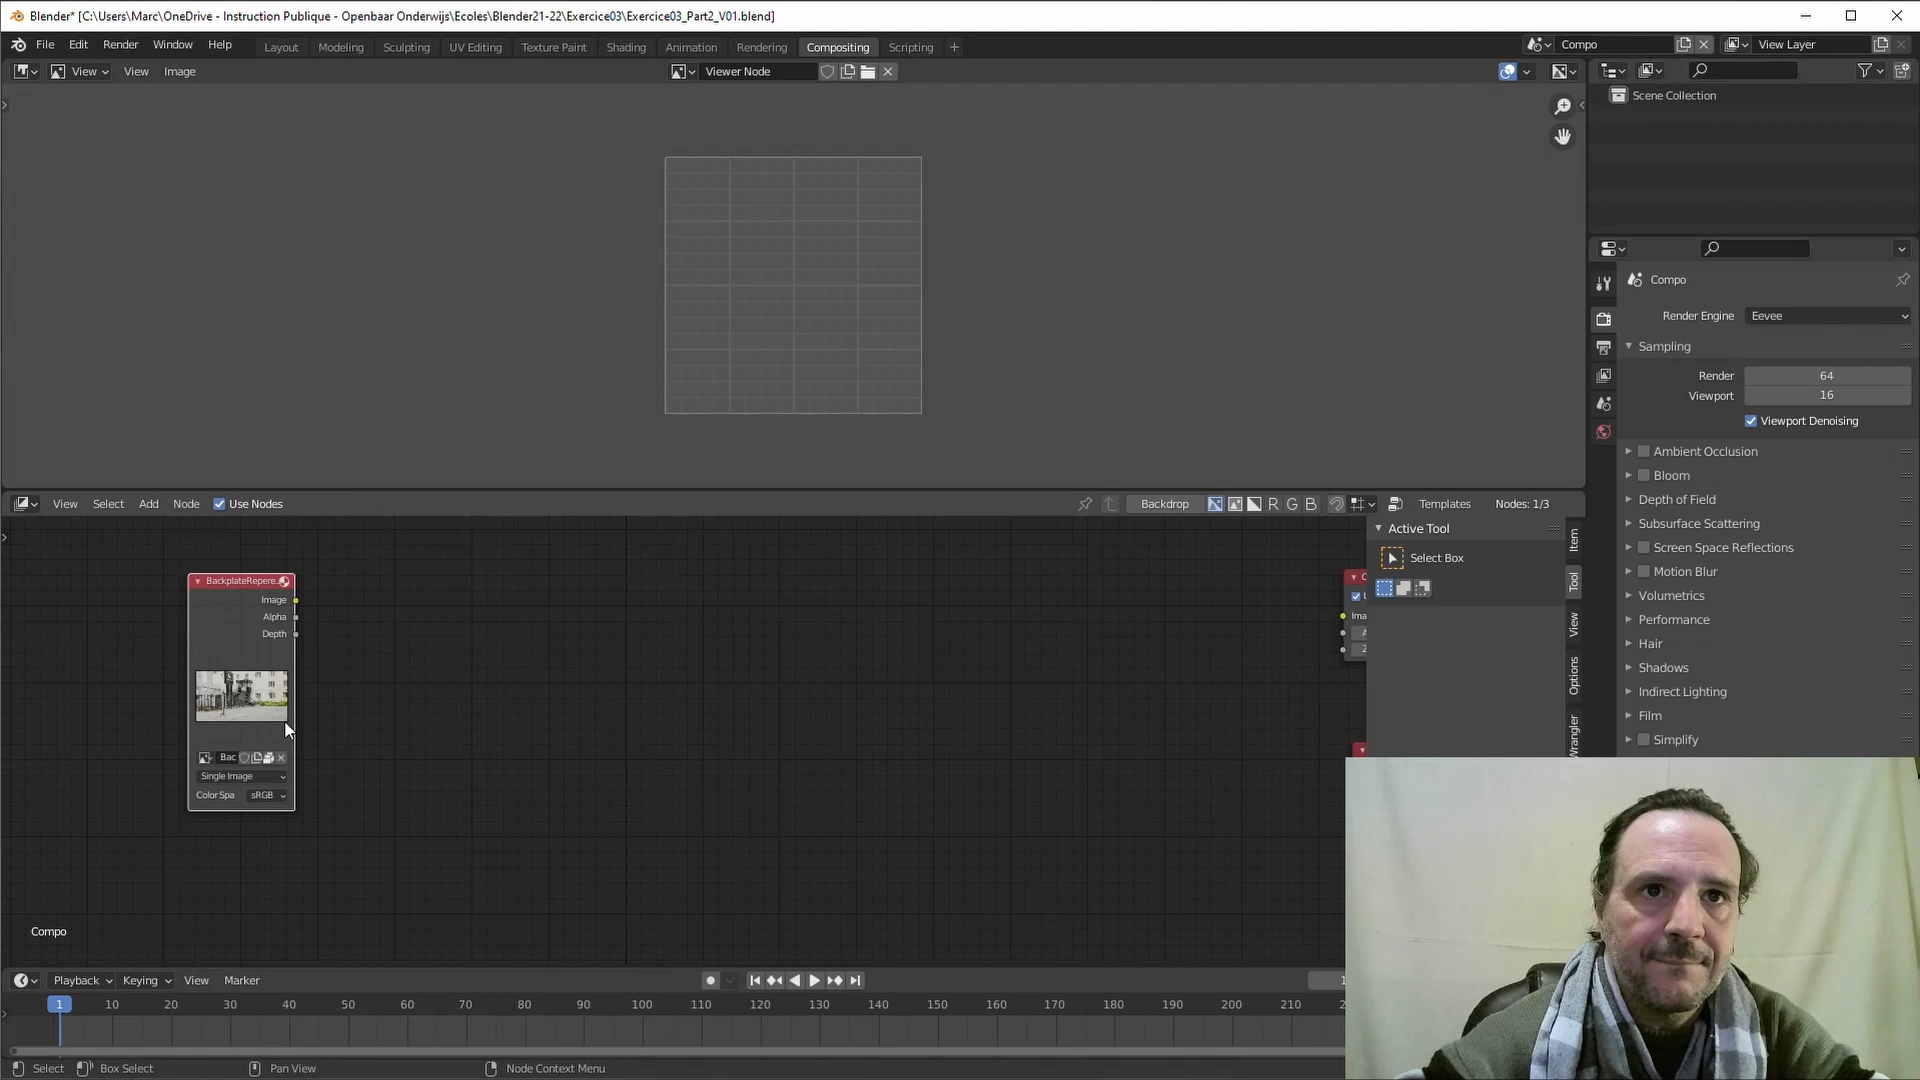 Blender* [C:\Users\Marc\OneDrive - Instruction Publique - Openbaar Onderwijs\Ecoles\Blender21-22\Exercice03\Exercice03_Part2_V01.blend]
File Edit Render Window Help Layout Modeling Sculpting UV Editing Texture Paint Shading Animation Rendering Compositing Scripting + Compo View Layer
View View Image Viewer Node
Scene Collection
Compo
Render Engine Eevee
Sampling
Render 64
Viewport 16
Viewport Denoising
Ambient Occlusion
Bloom
Depth of Field
Subsurface Scattering
Screen Space Reflections
Motion Blur
Volumetrics
Performance
Hair
Shadows
Indirect Lighting
Film
Simplify
View Select Add Node Use Nodes Backdrop R G B Templates Nodes: 1/3
Active Tool
Select Box
Item
Tool
View
Options
Wrangler
BackplateRepere...
Image
Alpha
Depth
Bac
Single Image
Color Spa sRGB
Ima
Compo
Playback Keying View Marker 1
1 10 20 30 40 50 60 70 80 90 100 110 120 130 140 150 160 170 180 190 200 210
Select Box Select Pan View Node Context Menu